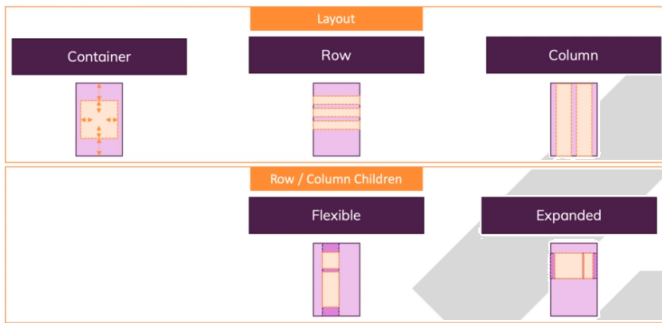 Layout
Container
Row
Column
Row / Column Children
Flexible
Expanded